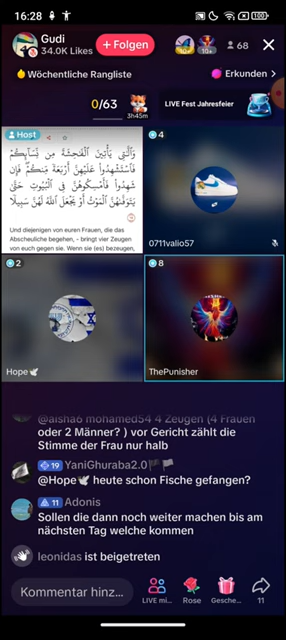 16:28
100
Gudi
34.0K Likes
+ Folgen
10+
68
Wöchentliche Rangliste
Erkunden >
0/63
3h45m
LIVE Fest Jahresfeier
Host
4
وَٱلَّٰتِي يَأْتِينَ ٱلْفَٰحِشَةَ مِن نِّسَآئِكُمْ
فَٱسْتَشْهِدُوا۟ عَلَيْهِنَّ أَرْبَعَةً مِّنكُمْ فَإِن
شَهِدُوا۟ فَأَمْسِكُوهُنَّ فِى ٱلْبُيُوتِ حَتَّىٰ
يَتَوَفَّىٰهُنَّ ٱلْمَوْتُ أَوْ يَجْعَلَ ٱللَّهُ لَهُنَّ سَبِيلًا
Und diejenigen von euren Frauen, die das
Abscheuliche begehen, - bringt vier Zeugen
von euch gegen sie. Wenn sie (es) bezeugen,
0711valio57
2
8
Hope
ThePunisher
@aisha6 mohamed54 4 Zeugen (4 Frauen
oder 2 Männer? ) vor Gericht zählt die
Stimme der Frau nur halb
19 YaniGhuraba2.0
@Hope heute schon Fische gefangen?
11 Adonis
Sollen die dann noch weiter machen bis am
nächsten Tag welche kommen
leonidas ist beigetreten
Kommentar hinz...
LIVE mi...
Rose
Gesche...
11